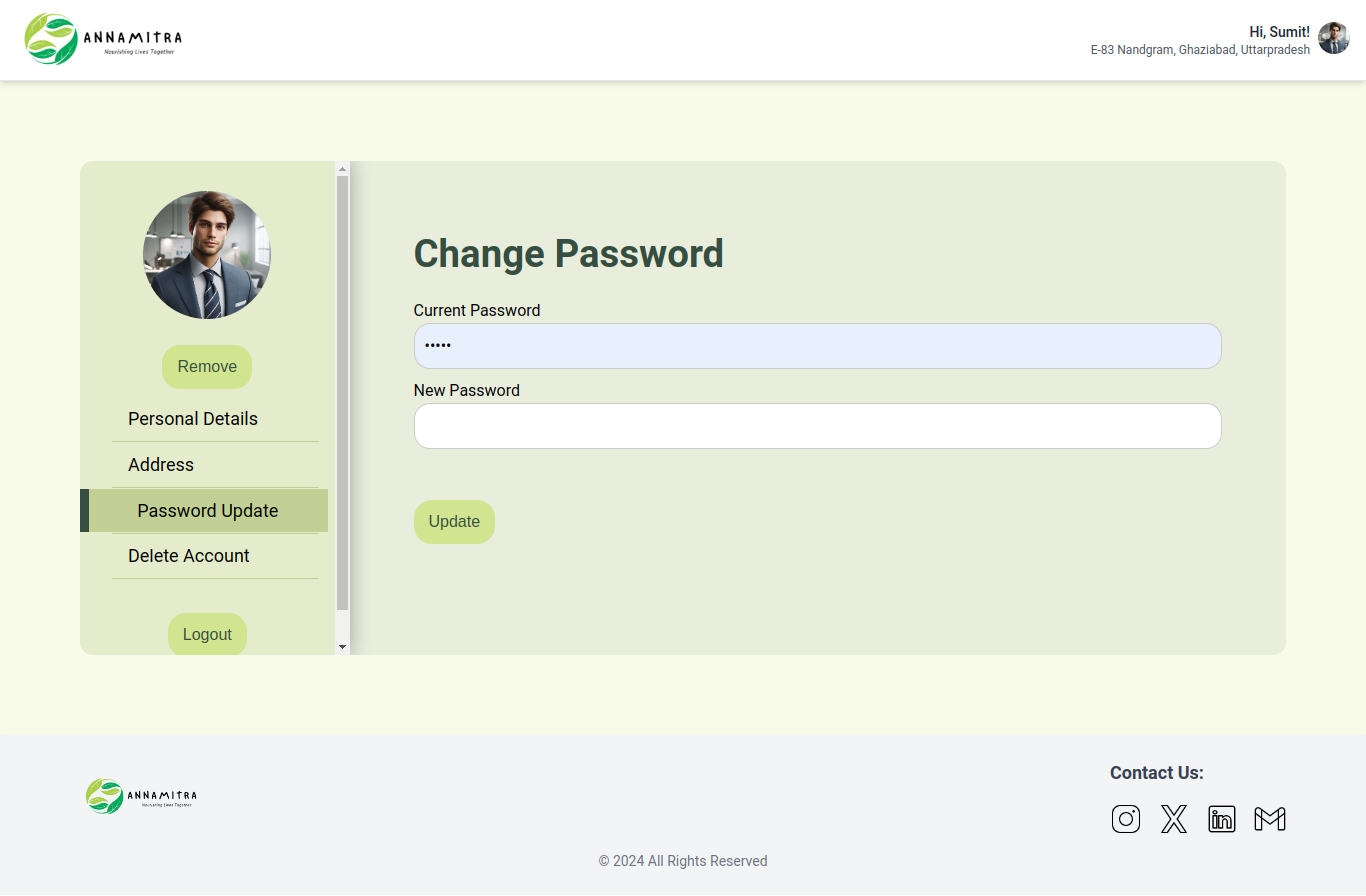 ANNAMITRA
Nourishing Lives Together
Hi, Sumit!
E-83 Nandgram, Ghaziabad, Uttarpradesh
Remove
Personal Details
Address
Password Update
Delete Account
Logout
Change Password
Current Password
•••••
New Password
Update
ANNAMITRA
Nourishing Lives Together
Contact Us:
© 2024 All Rights Reserved